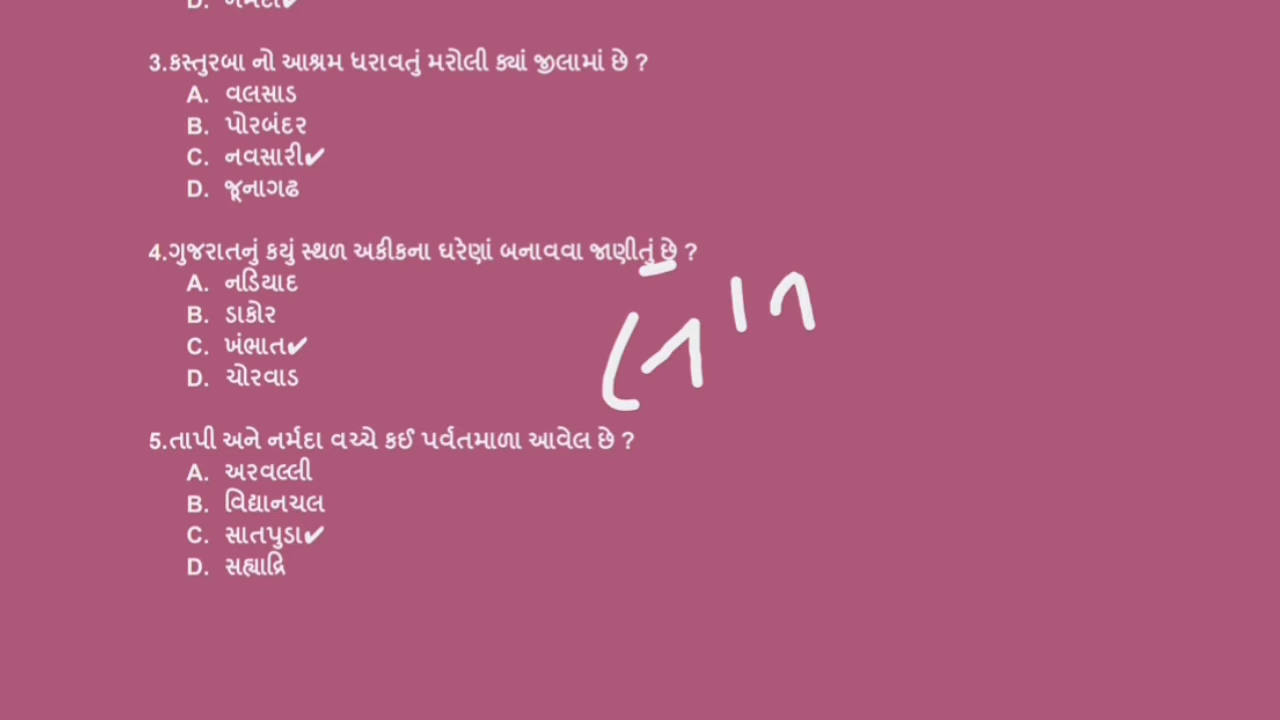 3.કસ્તુરબા નો આશ્રમ ધરાવતું મરોલી ક્યાં જીલામાં છે ?
A. વલસાડ
B. પોરબંદર
C. નવસારી✔
D. જૂનાગઢ
4.ગુજરાતનું કયું સ્થળ અકીકના ઘરેણાં બનાવવા જાણીતું છે ?
A. નડિયાદ
B. ડાકોર
C. ખંભાત✔
D. ચોરવાડ
5.તાપી અને નર્મદા વચ્ચે કઈ પર્વતમાળા આવેલ છે ?
A. અરવલ્લી
B. વિદ્યાનચલ
C. સાતપુડા✔
D. સહ્યાદ્રિ